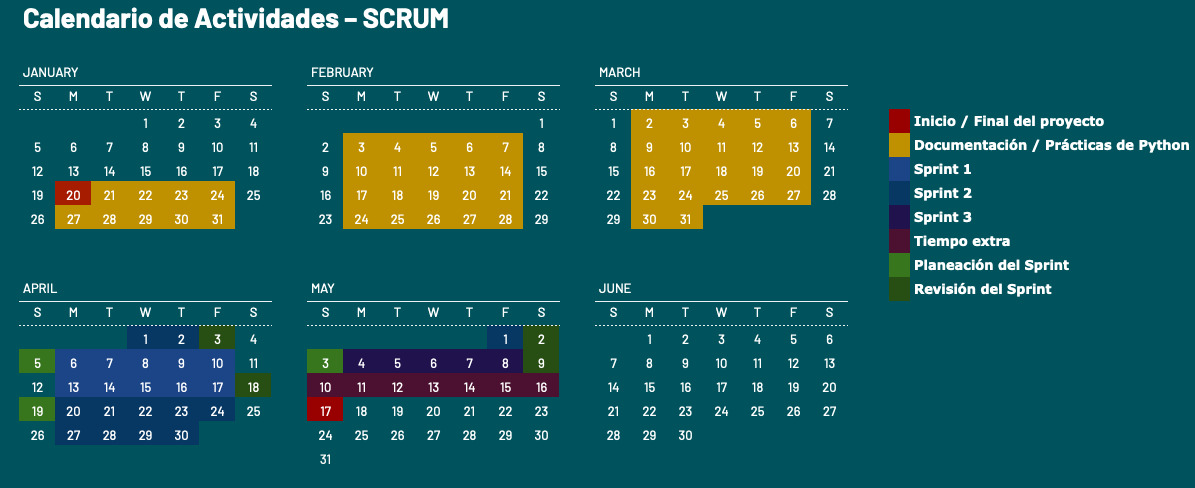 Calendario de Actividades – SCRUM
JANUARY
S M T W T F S
1 2 3 4
5 6 7 8 9 10 11
12 13 14 15 16 17 18
19 20 21 22 23 24 25
26 27 28 29 30 31
FEBRUARY
S M T W T F S
1
2 3 4 5 6 7 8
9 10 11 12 13 14 15
16 17 18 19 20 21 22
23 24 25 26 27 28 29
MARCH
S M T W T F S
1 2 3 4 5 6 7
8 9 10 11 12 13 14
15 16 17 18 19 20 21
22 23 24 25 26 27 28
29 30 31
APRIL
S M T W T F S
1 2 3 4
5 6 7 8 9 10 11
12 13 14 15 16 17 18
19 20 21 22 23 24 25
26 27 28 29 30
MAY
S M T W T F S
1 2
3 4 5 6 7 8 9
10 11 12 13 14 15 16
17 18 19 20 21 22 23
24 25 26 27 28 29 30
31
JUNE
S M T W T F S
1 2 3 4 5 6
7 8 9 10 11 12 13
14 15 16 17 18 19 20
21 22 23 24 25 26 27
28 29 30
Inicio / Final del proyecto
Documentación / Prácticas de Python
Sprint 1
Sprint 2
Sprint 3
Tiempo extra
Planeación del Sprint
Revisión del Sprint